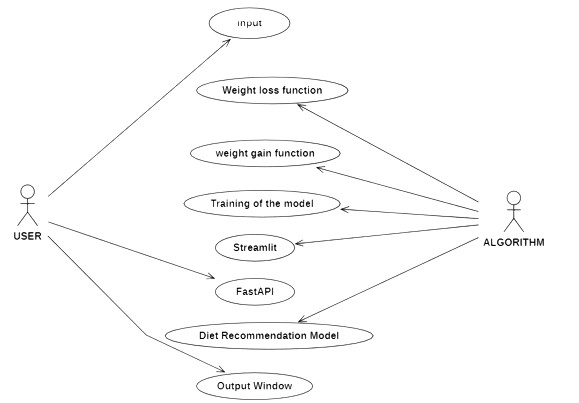 input
Weight loss function
weight gain function
Training of the model
USER
ALGORITHM
Streamlit
FastAPI
Diet Recommendation Model
Output Window